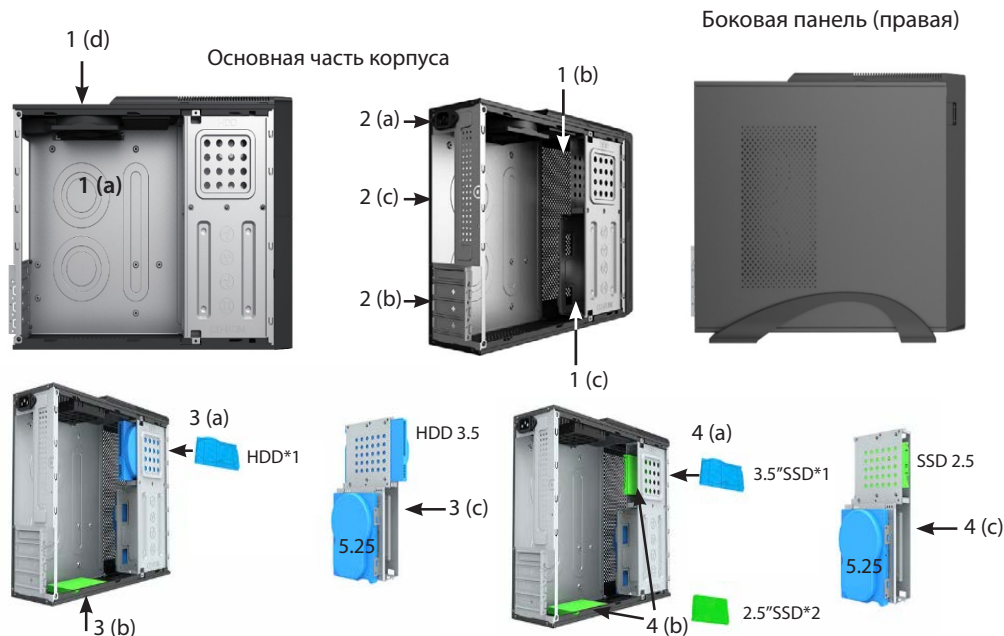 Боковая панель (правая)
1 (d)
Основная часть корпуса
1 (b)
2 (a)
1 (a)
2 (c)
2 (b)
1 (c)
3 (a)
HDD*1
HDD 3.5
3 (c)
5.25
3 (b)
4 (a)
3.5”SSD*1
SSD 2.5
4 (c)
5.25
2.5”SSD*2
4 (b)
CD-ROM